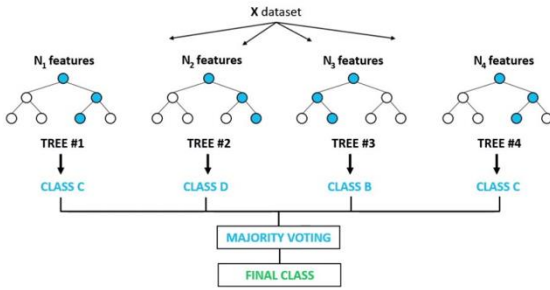 X dataset
N₁ features
N₂ features
N₃ features
N₄ features
TREE #1
TREE #2
TREE #3
TREE #4
CLASS C
CLASS D
CLASS B
CLASS C
MAJORITY VOTING
FINAL CLASS